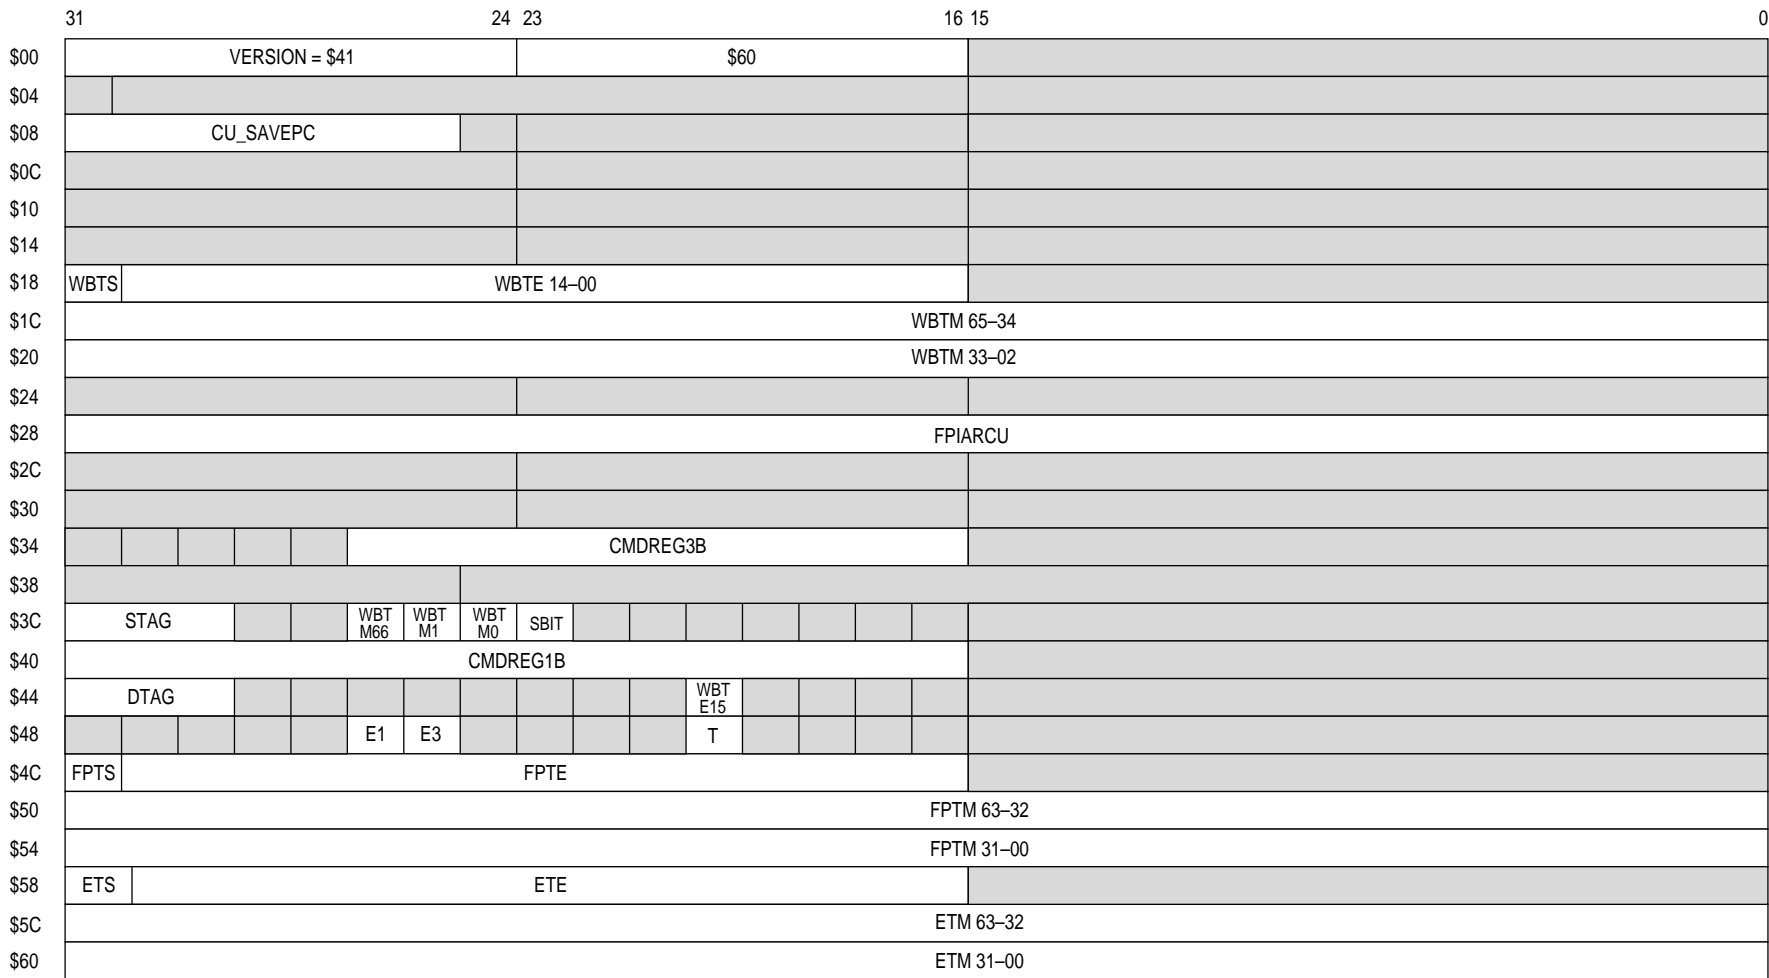 31 24 23 16 15 0
$00 VERSION = $41 $60
$04
$08 CU_SAVEPC
$0C
$10
$14
$18 WBTS WBTE 14–00
$1C WBTM 65–34
$20 WBTM 33–02
$24
$28 FPIARCU
$2C
$30
$34 CMDREG3B
$38
$3C STAG WBT M66 WBT M1 WBT M0 SBIT
$40 CMDREG1B
$44 DTAG WBT E15
$48 E1 E3 T
$4C FPTS FPTE
$50 FPTM 63–32
$54 FPTM 31–00
$58 ETS ETE
$5C ETM 63–32
$60 ETM 31–00